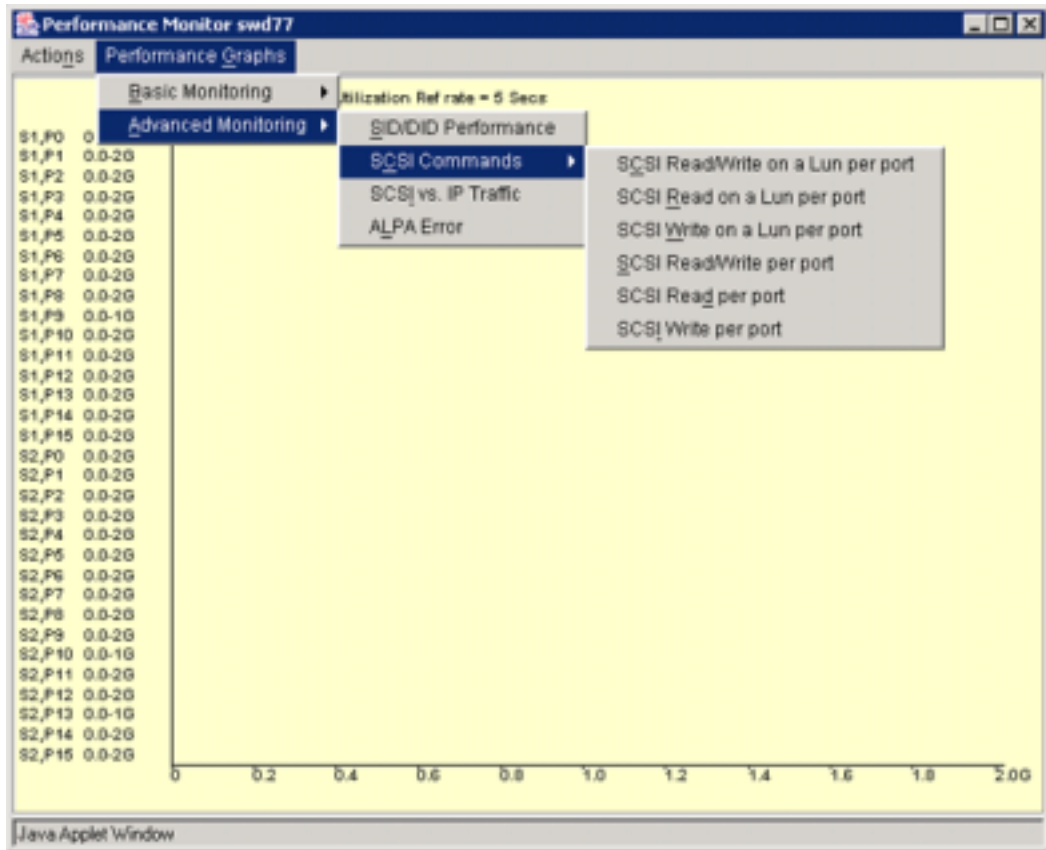 Performance Monitor swd77
Actions Performance Graphs
Basic Monitoring
Advanced Monitoring
tilization Ref rate = 5 Secs
SID/DID Performance
SCSI Commands
SCSI vs. IP Traffic
ALPA Error
SCSI Read/Write on a Lun per port
SCSI Read on a Lun per port
SCSI Write on a Lun per port
SCSI Read/Write per port
SCSI Read per port
SCSI Write per port
S1,P0 0
S1,P1 0.0-2G
S1,P2 0.0-2G
S1,P3 0.0-2G
S1,P4 0.0-2G
S1,P5 0.0-2G
S1,P6 0.0-2G
S1,P7 0.0-2G
S1,P8 0.0-2G
S1,P9 0.0-1G
S1,P10 0.0-2G
S1,P11 0.0-2G
S1,P12 0.0-2G
S1,P13 0.0-2G
S1,P14 0.0-2G
S1,P15 0.0-2G
S2,P0 0.0-2G
S2,P1 0.0-2G
S2,P2 0.0-2G
S2,P3 0.0-2G
S2,P4 0.0-2G
S2,P5 0.0-2G
S2,P6 0.0-2G
S2,P7 0.0-2G
S2,P8 0.0-2G
S2,P9 0.0-2G
S2,P10 0.0-1G
S2,P11 0.0-2G
S2,P12 0.0-2G
S2,P13 0.0-1G
S2,P14 0.0-2G
S2,P15 0.0-2G
0 0.2 0.4 0.6 0.8 1.0 1.2 1.4 1.6 1.8 2.0G
Java Applet Window